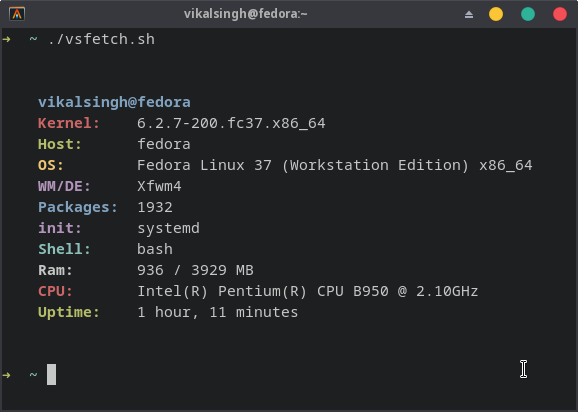 vikalsingh@fedora:~
➜ ~ ./vsfetch.sh
vikalsingh@fedora
Kernel: 6.2.7-200.fc37.x86_64
Host: fedora
OS: Fedora Linux 37 (Workstation Edition) x86_64
WM/DE: Xfwm4
Packages: 1932
init: systemd
Shell: bash
Ram: 936 / 3929 MB
CPU: Intel(R) Pentium(R) CPU B950 @ 2.10GHz
Uptime: 1 hour, 11 minutes
➜ ~